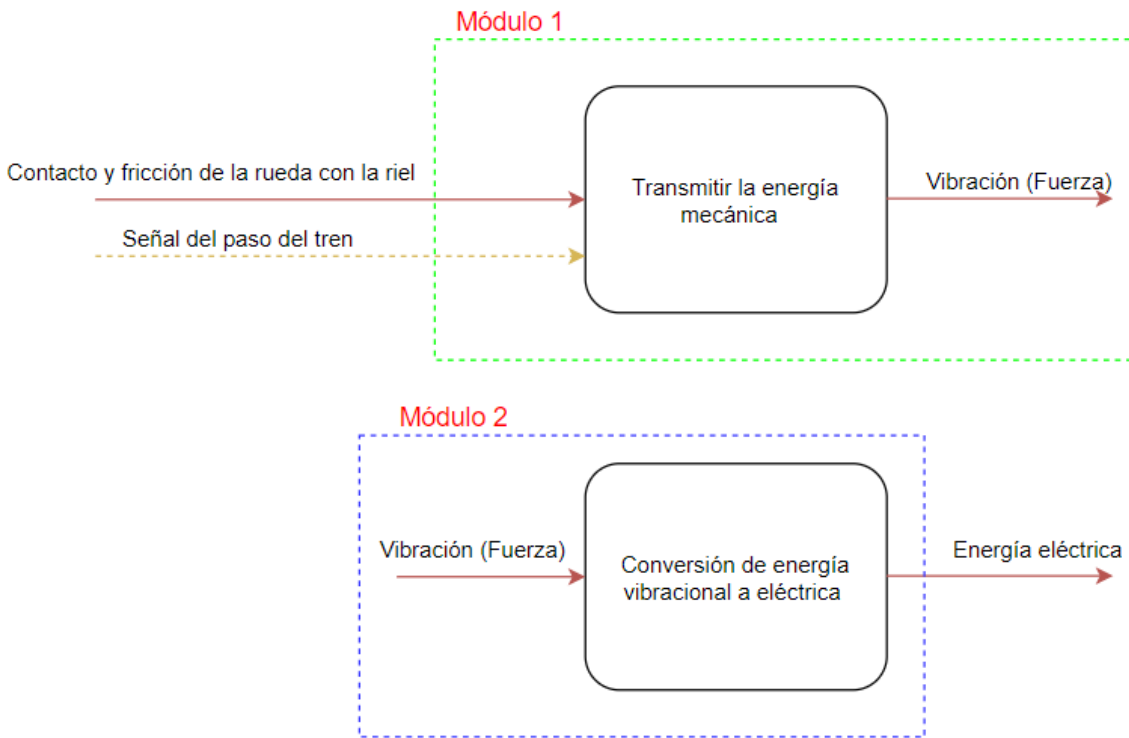 Módulo 1
Contacto y fricción de la rueda con la riel
Señal del paso del tren
Transmitir la energía
mecánica
Vibración (Fuerza)
Módulo 2
Vibración (Fuerza)
Conversión de energía
vibracional a eléctrica
Energía eléctrica